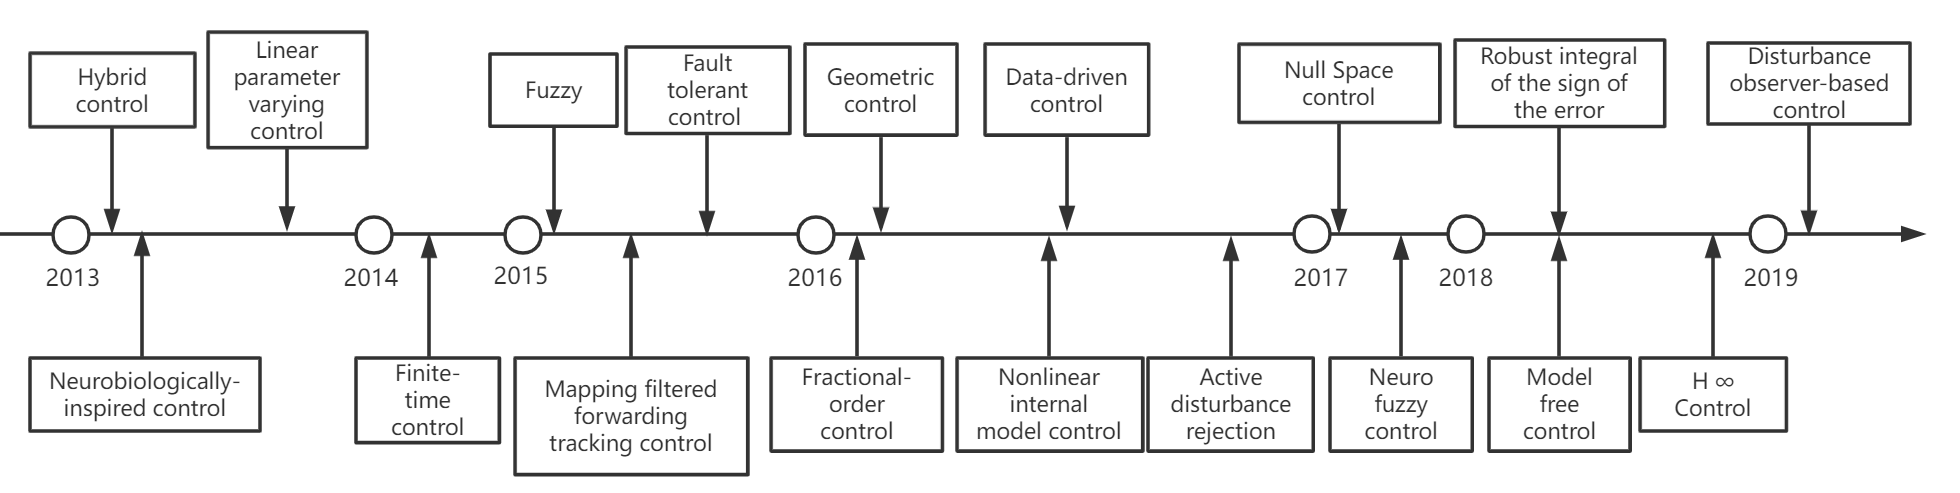 Hybrid
control
Linear
parameter
varying
control
Fuzzy
Fault
tolerant
control
Geometric
control
Data-driven
control
Null Space
control
Robust integral
of the sign of
the error
Disturbance
observer-based
control
2013
2014
2015
2016
2017
2018
2019
Neurobiologically-
inspired control
Finite-
time
control
Mapping filtered
forwarding
tracking control
Fractional-
order
control
Nonlinear
internal
model control
Active
disturbance
rejection
Neuro
fuzzy
control
Model
free
control
H ∞
Control